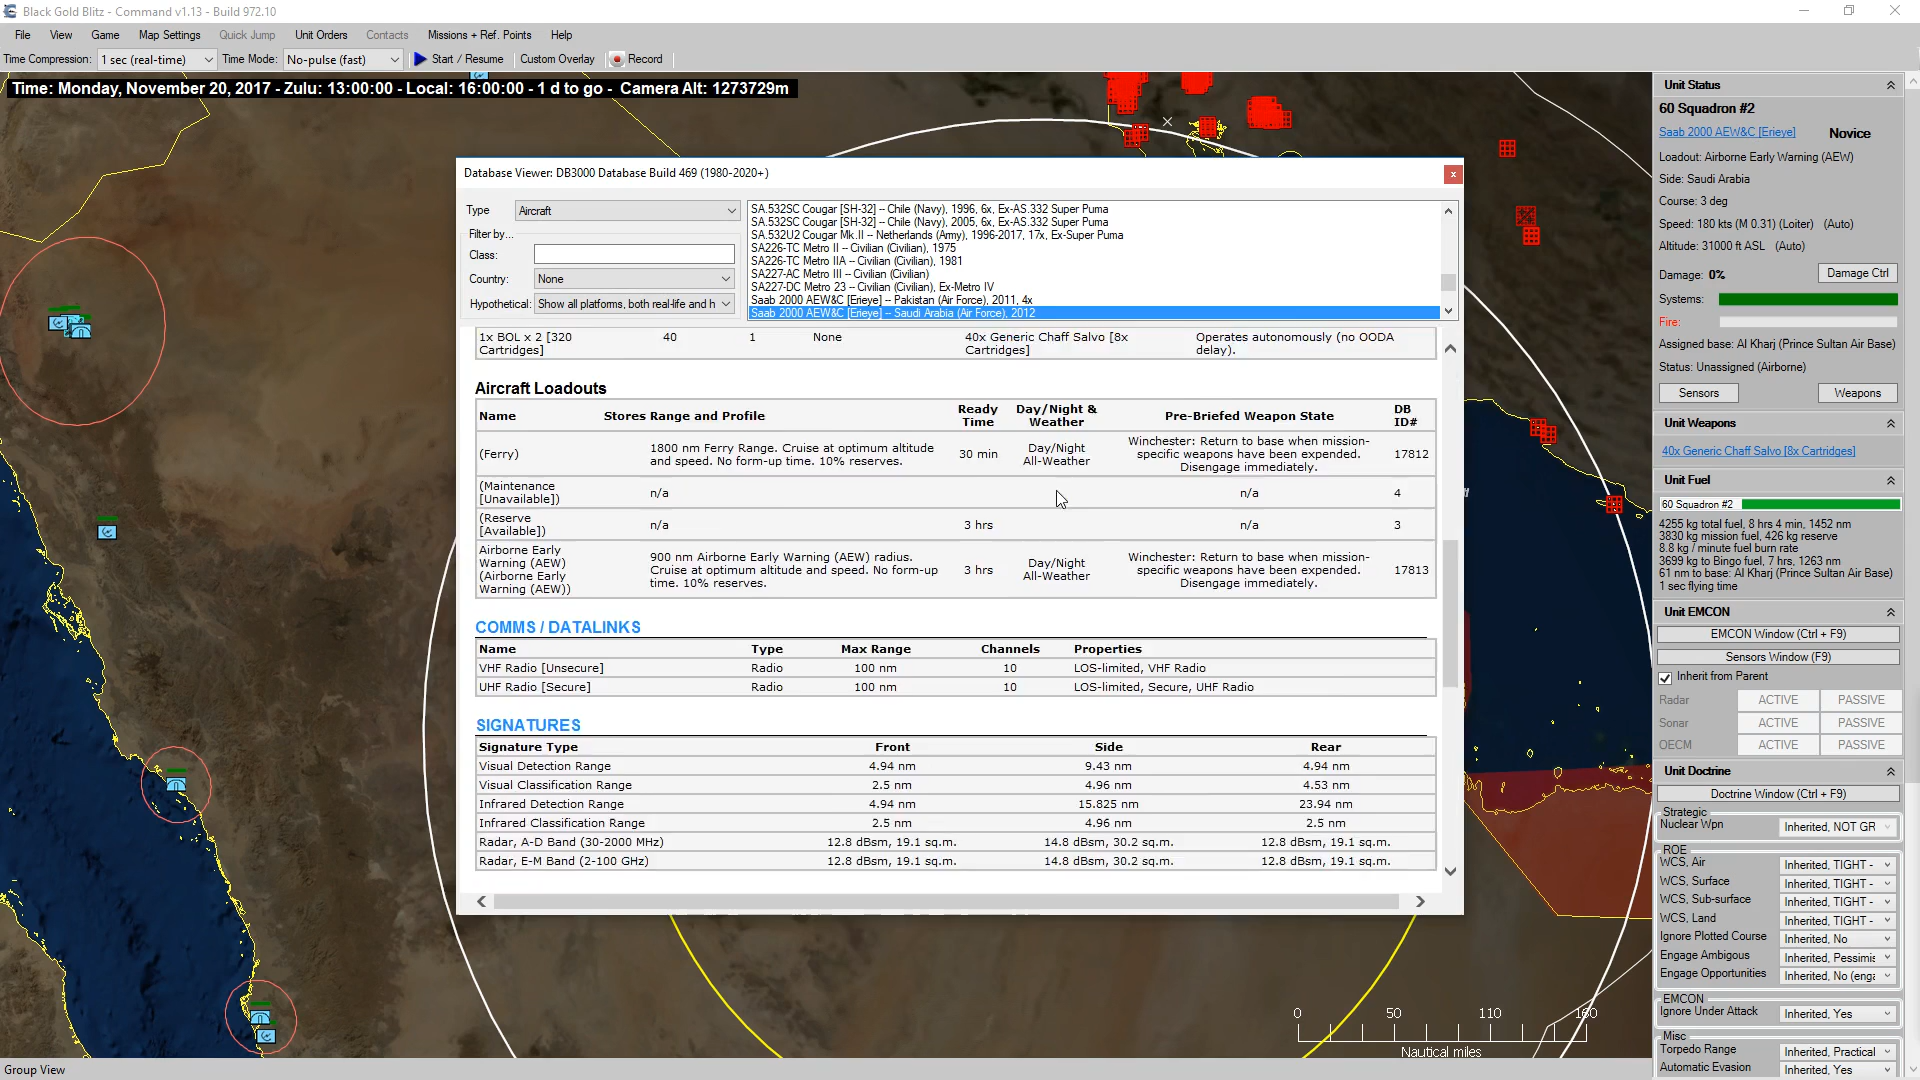 Black Gold Blitz - Command v1.13 - Build 972.10
File View Game Map Settings Quick Jump Unit Orders Contacts Missions + Ref. Points Help
Time Compression: 1 sec (real-time) Time Mode: No-pulse (fast) Start / Resume Custom Overlay Record
Time: Monday, November 20, 2017 - Zulu: 13:00:00 - Local: 16:00:00 - 1 d to go - Camera Alt: 1273729m
Database Viewer: DB3000 Database Build 469 (1980-2020+)
x
Type Aircraft
Filter by...
Class:
Country: None
Hypothetical: Show all platforms, both real-life and h
SA.532SC Cougar [SH-32] -- Chile (Navy), 1996, 6x, Ex-AS.332 Super Puma
SA.532SC Cougar [SH-32] -- Chile (Navy), 2005, 6x, Ex-AS.332 Super Puma
SA.532U2 Cougar Mk.II -- Netherlands (Army), 1996-2017, 17x, Ex-Super Puma
SA226-TC Metro II -- Civilian (Civilian), 1975
SA226-TC Metro IIA -- Civilian (Civilian), 1981
SA227-AC Metro III -- Civilian (Civilian)
SA227-DC Metro 23 -- Civilian (Civilian), Ex-Metro IV
Saab 2000 AEW&C [Erieye] -- Pakistan (Air Force), 2011, 4x
Saab 2000 AEW&C [Erieye] -- Saudi Arabia (Air Force), 2012
1x BOL x 2 [320 Cartridges] 40 1 None 40x Generic Chaff Salvo [8x Cartridges] Operates autonomously (no OODA delay).
Aircraft Loadouts
Name Stores Range and Profile Ready Time Day/Night & Weather Pre-Briefed Weapon State DB ID#
(Ferry) 1800 nm Ferry Range. Cruise at optimum altitude and speed. No form-up time. 10% reserves. 30 min Day/Night All-Weather Winchester: Return to base when mission-specific weapons have been expended. Disengage immediately. 17812
(Maintenance [Unavailable]) n/a n/a 4
(Reserve [Available]) n/a 3 hrs n/a 3
Airborne Early Warning (AEW) (Airborne Early Warning (AEW)) 900 nm Airborne Early Warning (AEW) radius. Cruise at optimum altitude and speed. No form-up time. 10% reserves. 3 hrs Day/Night All-Weather Winchester: Return to base when mission-specific weapons have been expended. Disengage immediately. 17813
COMMS / DATALINKS
Name Type Max Range Channels Properties
VHF Radio [Unsecure] Radio 100 nm 10 LOS-limited, VHF Radio
UHF Radio [Secure] Radio 100 nm 10 LOS-limited, Secure, UHF Radio
SIGNATURES
Signature Type Front Side Rear
Visual Detection Range 4.94 nm 9.43 nm 4.94 nm
Visual Classification Range 2.5 nm 4.96 nm 4.53 nm
Infrared Detection Range 4.94 nm 15.825 nm 23.94 nm
Infrared Classification Range 2.5 nm 4.96 nm 2.5 nm
Radar, A-D Band (30-2000 MHz) 12.8 dBsm, 19.1 sq.m. 14.8 dBsm, 30.2 sq.m. 12.8 dBsm, 19.1 sq.m.
Radar, E-M Band (2-100 GHz) 12.8 dBsm, 19.1 sq.m. 14.8 dBsm, 30.2 sq.m. 12.8 dBsm, 19.1 sq.m.
0 50 110 160
Nautical miles
Group View
Unit Status
60 Squadron #2
Saab 2000 AEW&C [Erieye] Novice
Loadout: Airborne Early Warning (AEW)
Side: Saudi Arabia
Course: 3 deg
Speed: 180 kts (M 0.31) (Loiter) (Auto)
Altitude: 31000 ft ASL (Auto)
Damage: 0% Damage Ctrl
Systems:
Fire:
Assigned base: Al Kharj (Prince Sultan Air Base)
Status: Unassigned (Airborne)
Sensors Weapons
Unit Weapons
40x Generic Chaff Salvo [8x Cartridges]
Unit Fuel
60 Squadron #2
4255 kg total fuel, 8 hrs 4 min, 1452 nm
3830 kg mission fuel, 426 kg reserve
8.8 kg / minute fuel burn rate
3699 kg to Bingo fuel, 7 hrs, 1263 nm
61 nm to base: Al Kharj (Prince Sultan Air Base)
1 sec flying time
Unit EMCON
EMCON Window (Ctrl + F9)
Sensors Window (F9)
Inherit from Parent
Radar ACTIVE PASSIVE
Sonar ACTIVE PASSIVE
OECM ACTIVE PASSIVE
Unit Doctrine
Doctrine Window (Ctrl + F9)
Strategic
Nuclear Wpn Inherited, NOT GR
ROE
WCS, Air Inherited, TIGHT -
WCS, Surface Inherited, TIGHT -
WCS, Sub-surface Inherited, TIGHT -
WCS, Land Inherited, TIGHT -
Ignore Plotted Course Inherited, No
Engage Ambigous Inherited, Pessimis
Engage Opportunities Inherited, No (enga
EMCON
Ignore Under Attack Inherited, Yes
Misc
Torpedo Range Inherited, Practical
Automatic Evasion Inherited, Yes